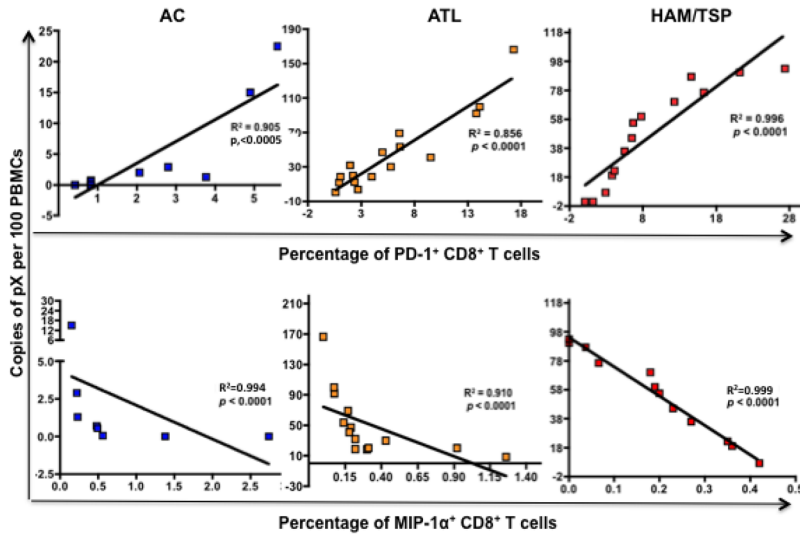 AC ATL HAM/TSP
Copies of pX per 100 PBMCs
25
20
15
10
5
0
-5
0 1 2 3 4 5
R² = 0.905
p,<0.0005
190
150
110
70
30
-10
-2 3 8 13 18
R² = 0.856
p < 0.0001
118
98
78
58
38
18
-2
-2 8 18 28
R² = 0.996
p < 0.0001
Percentage of PD-1⁺ CD8⁺ T cells
30
24
18
12
6
5.0
2.5
0.0
-2.5
0.0 0.5 1.0 1.5 2.0 2.5
R²=0.994
p < 0.0001
210
170
130
90
50
10
-30
0.15 0.40 0.65 0.90 1.15 1.40
R² = 0.910
p < 0.0001
118
98
78
58
38
18
-2
0.0 0.1 0.2 0.3 0.4 0.5
R²=0.999
p < 0.0001
Percentage of MIP-1α⁺ CD8⁺ T cells